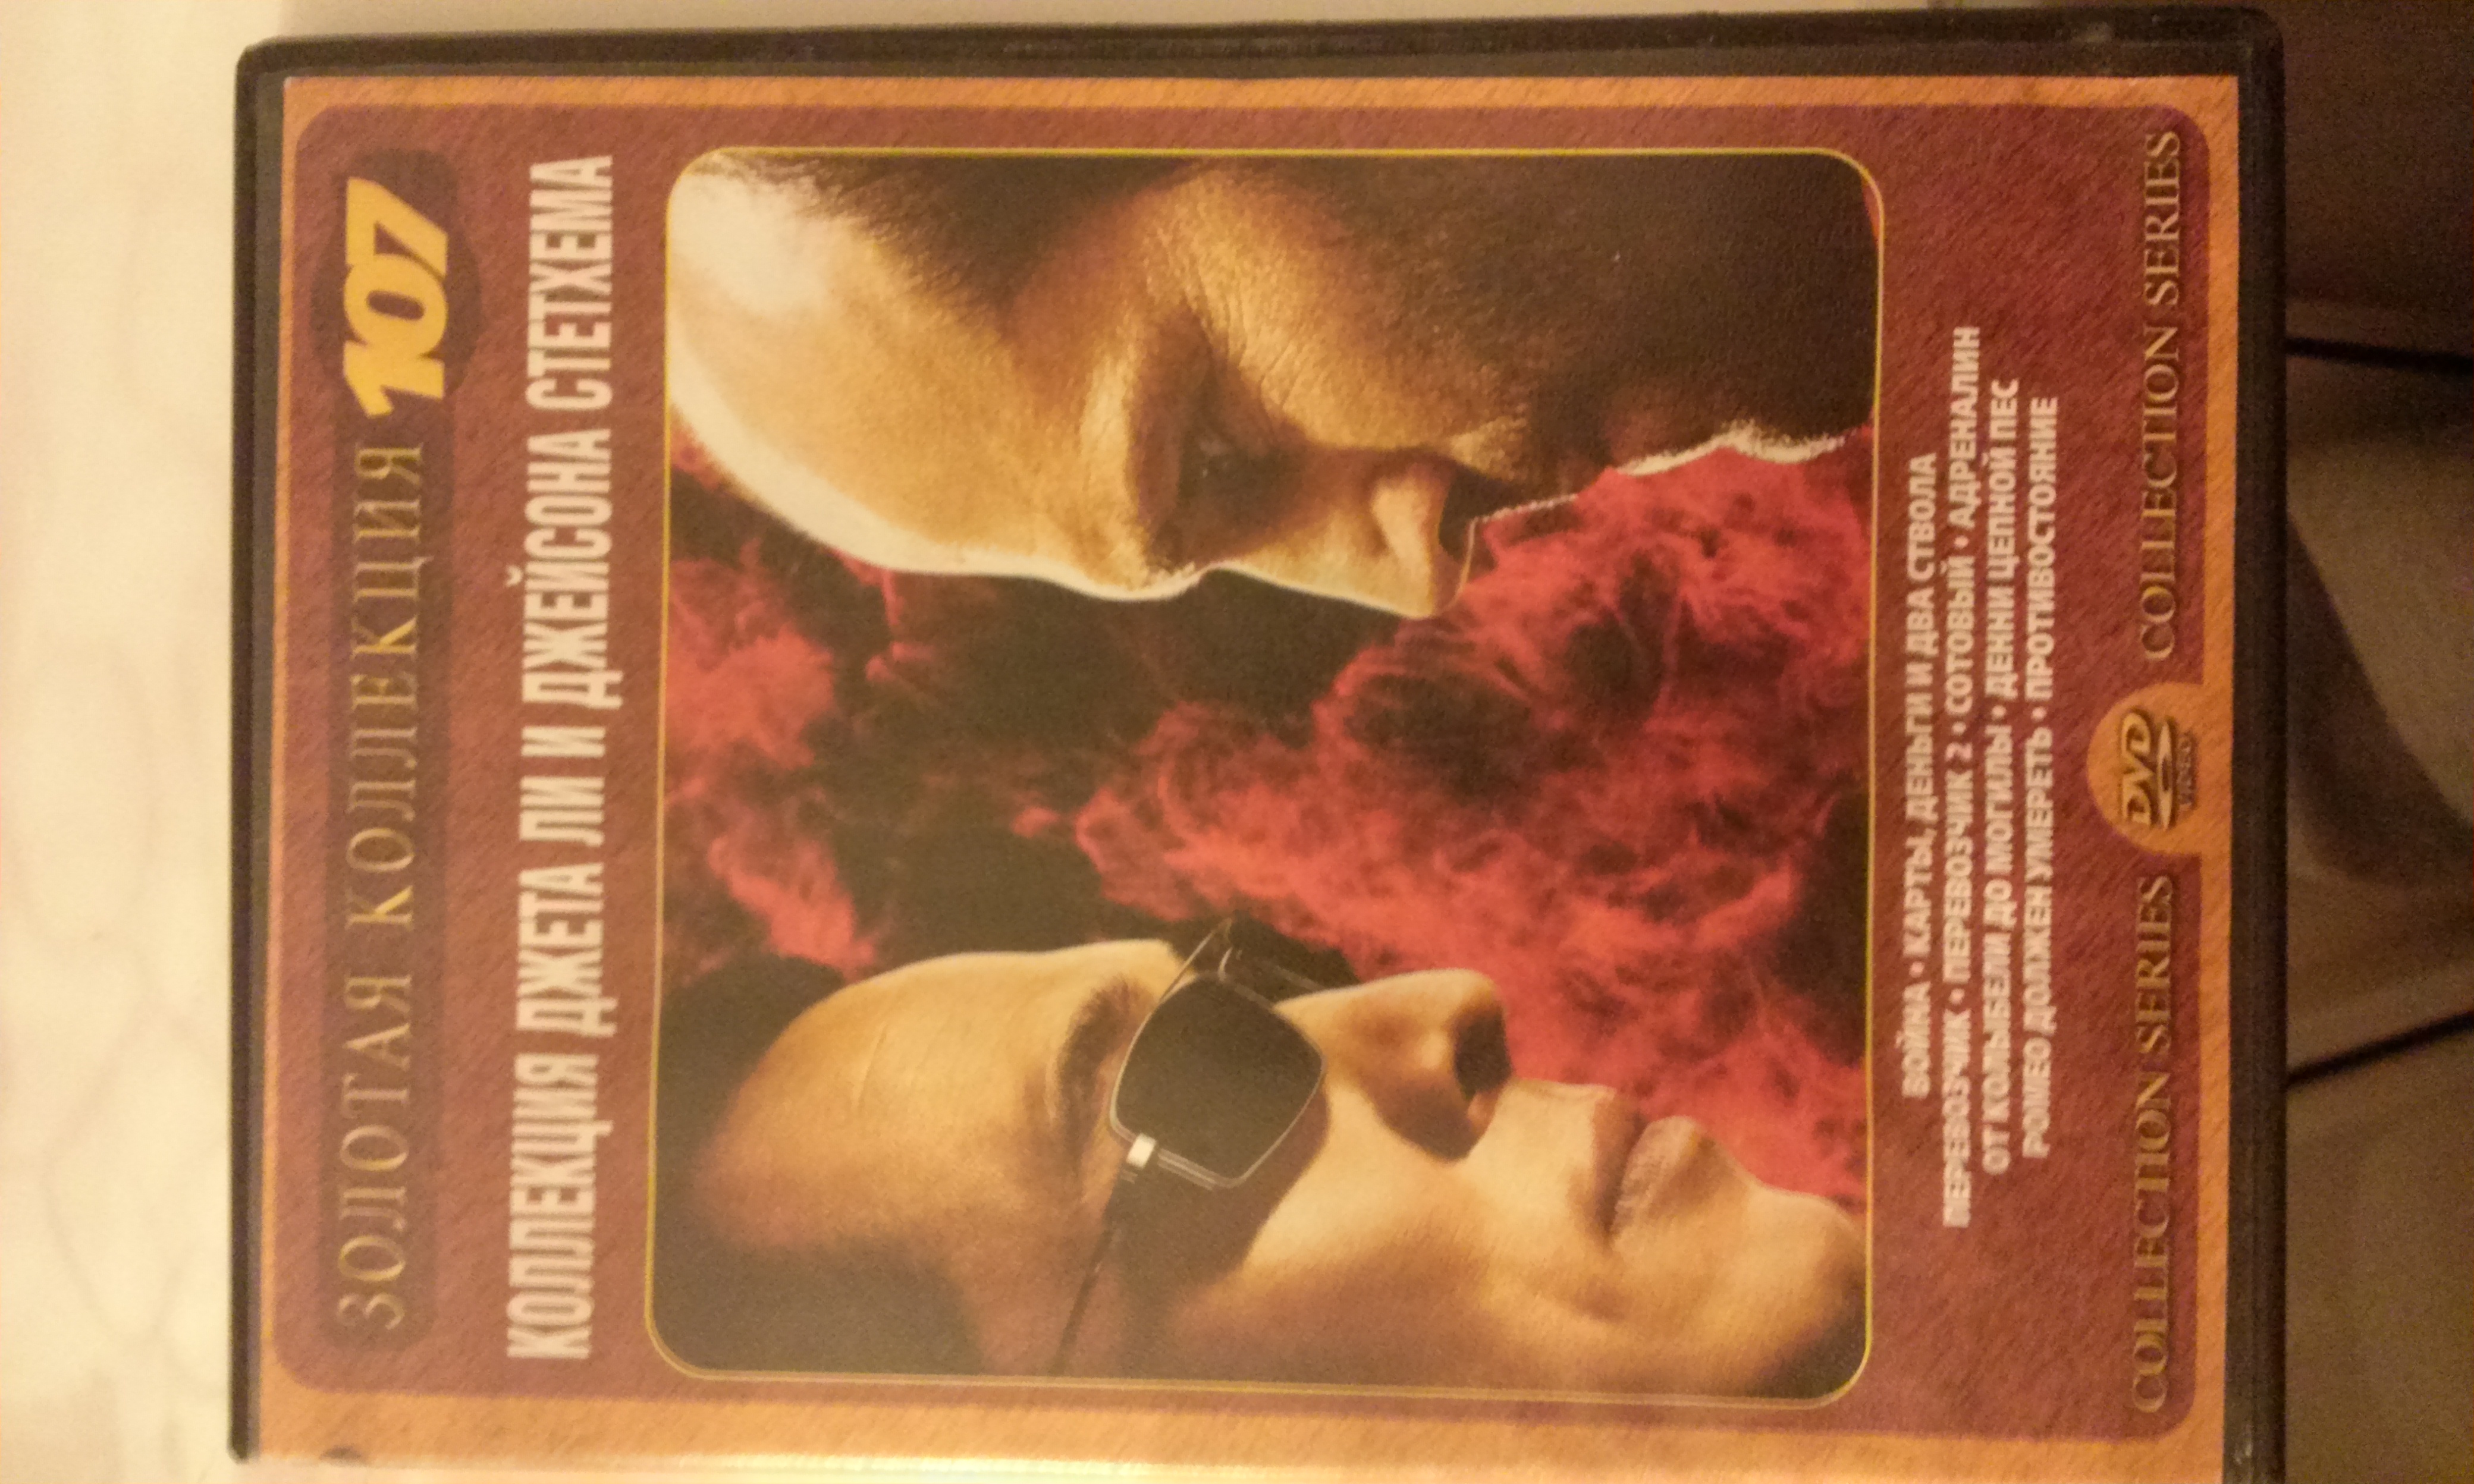 ЗОЛОТАЯ КОЛЛЕКЦИЯ 107
КОЛЛЕКЦИЯ ДЖЕТА ЛИ И ДЖЕЙСОНА СТЕТХЕМА
ВОЙНА • КАРТЫ, ДЕНЬГИ И ДВА СТВОЛА
ПЕРЕВОЗЧИК • ПЕРЕВОЗЧИК 2 • СОТОВЫЙ • АДРЕНАЛИН
ОТ КОЛЫБЕЛИ ДО МОГИЛЫ • ДЕННИ ЦЕПНОЙ ПЕС
РОМЕО ДОЛЖЕН УМЕРЕТЬ • ПРОТИВОСТОЯНИЕ
COLLECTION SERIES DVD VIDEO COLLECTION SERIES